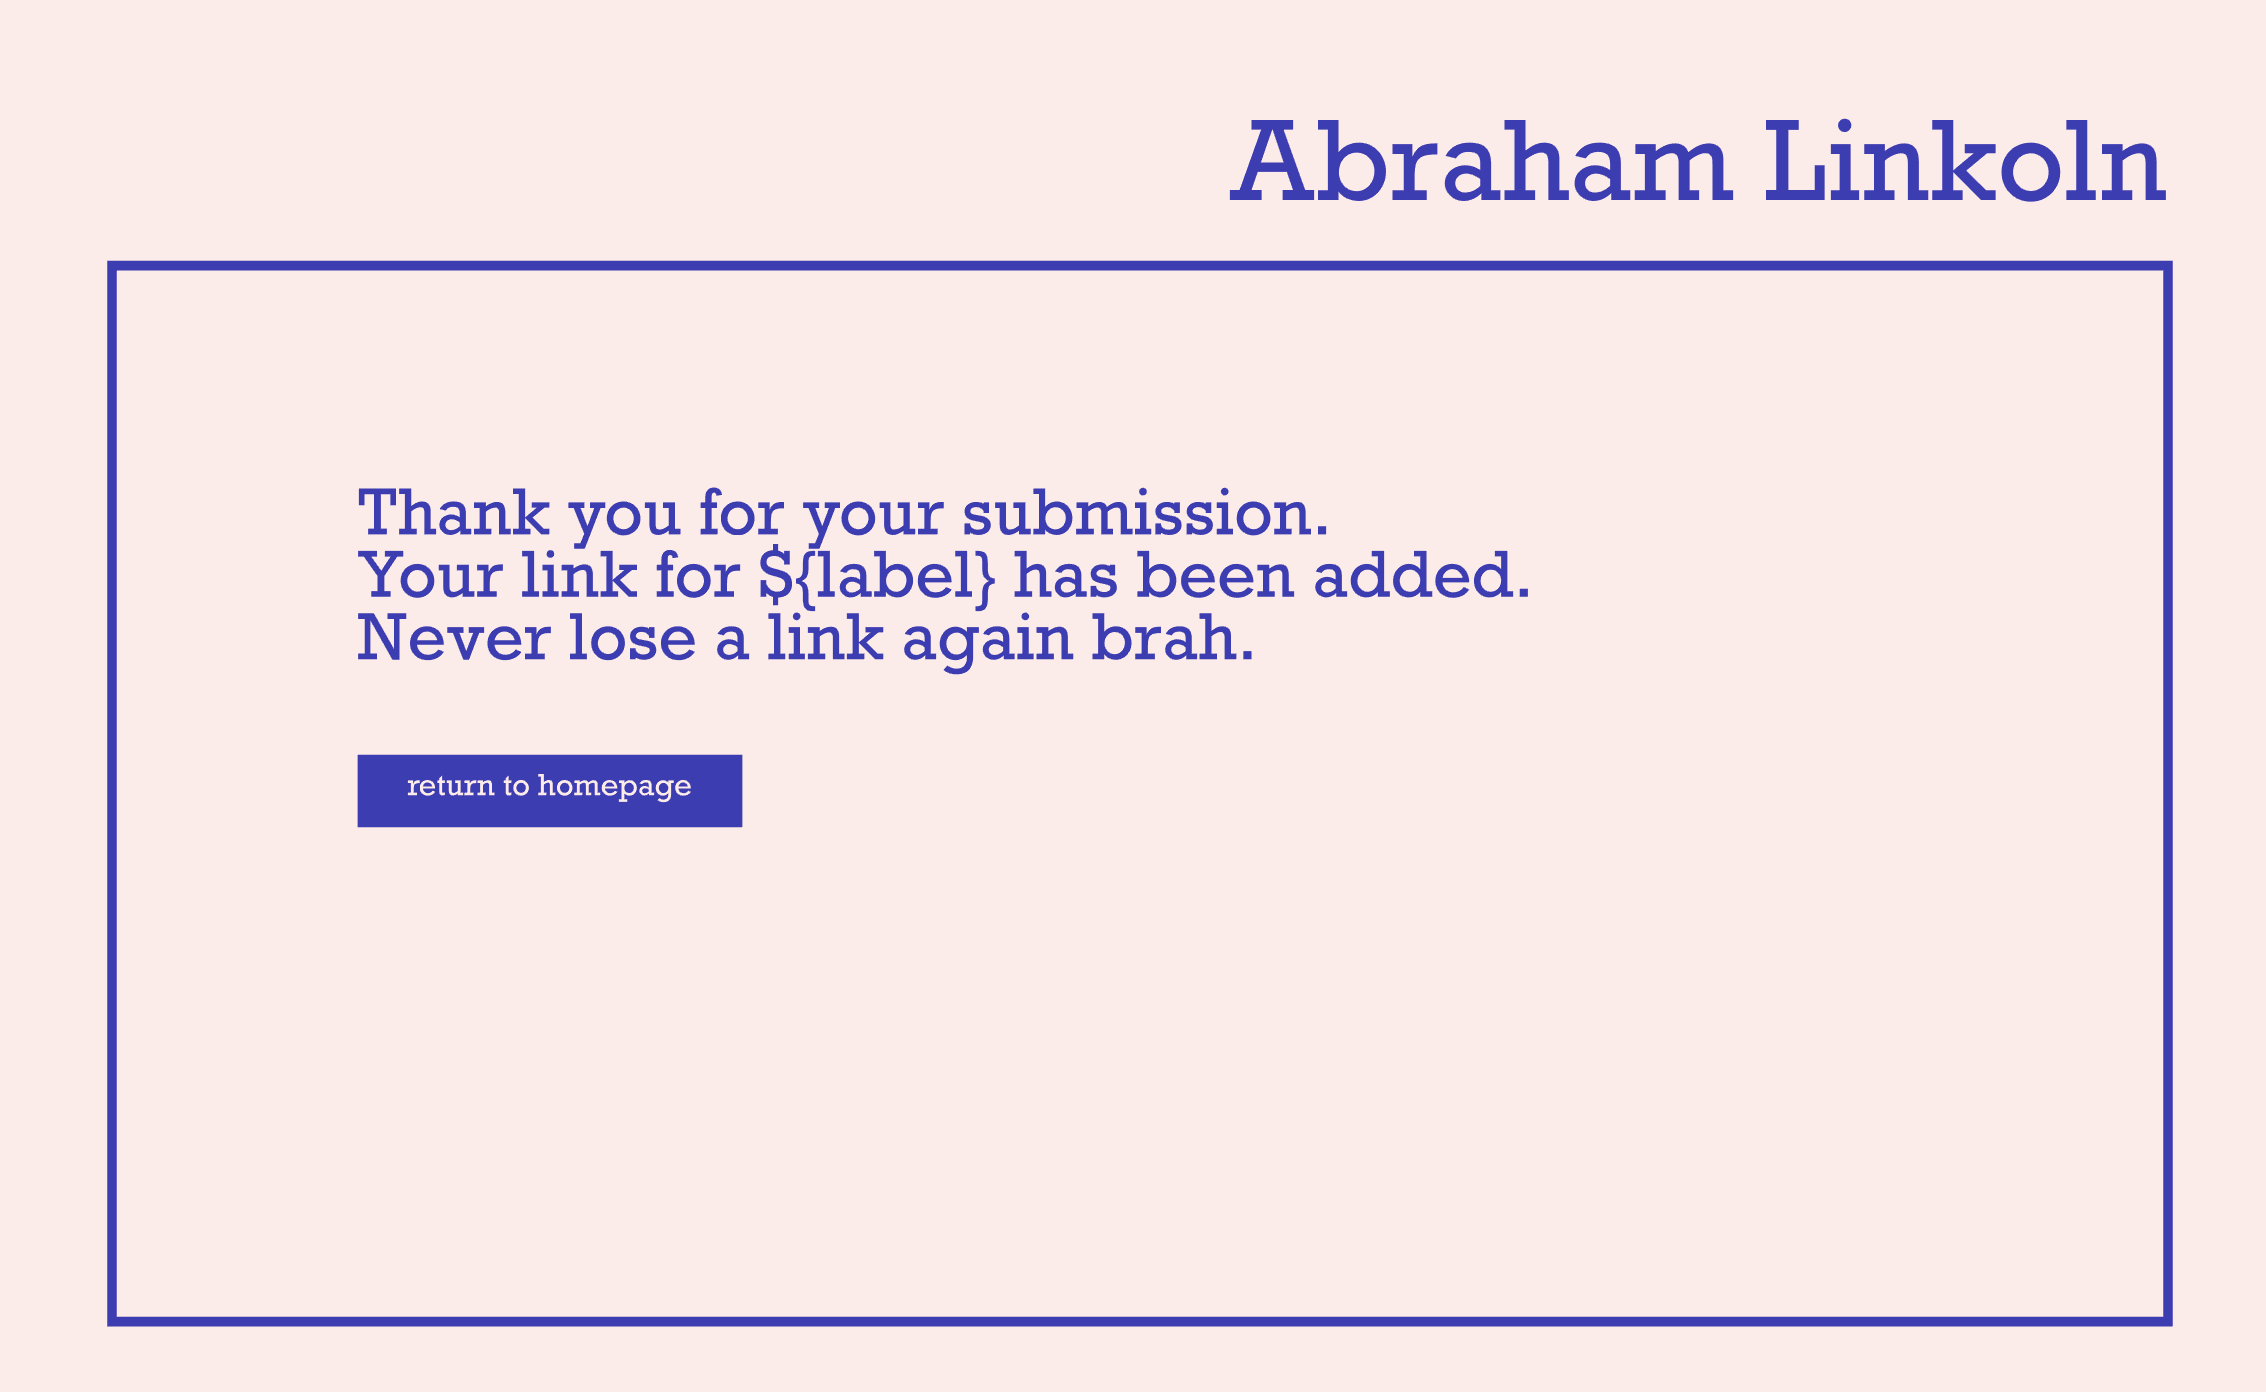 Abraham Linkoln
Thank you for your submission.
Your link for ${label} has been added.
Never lose a link again brah.
return to homepage